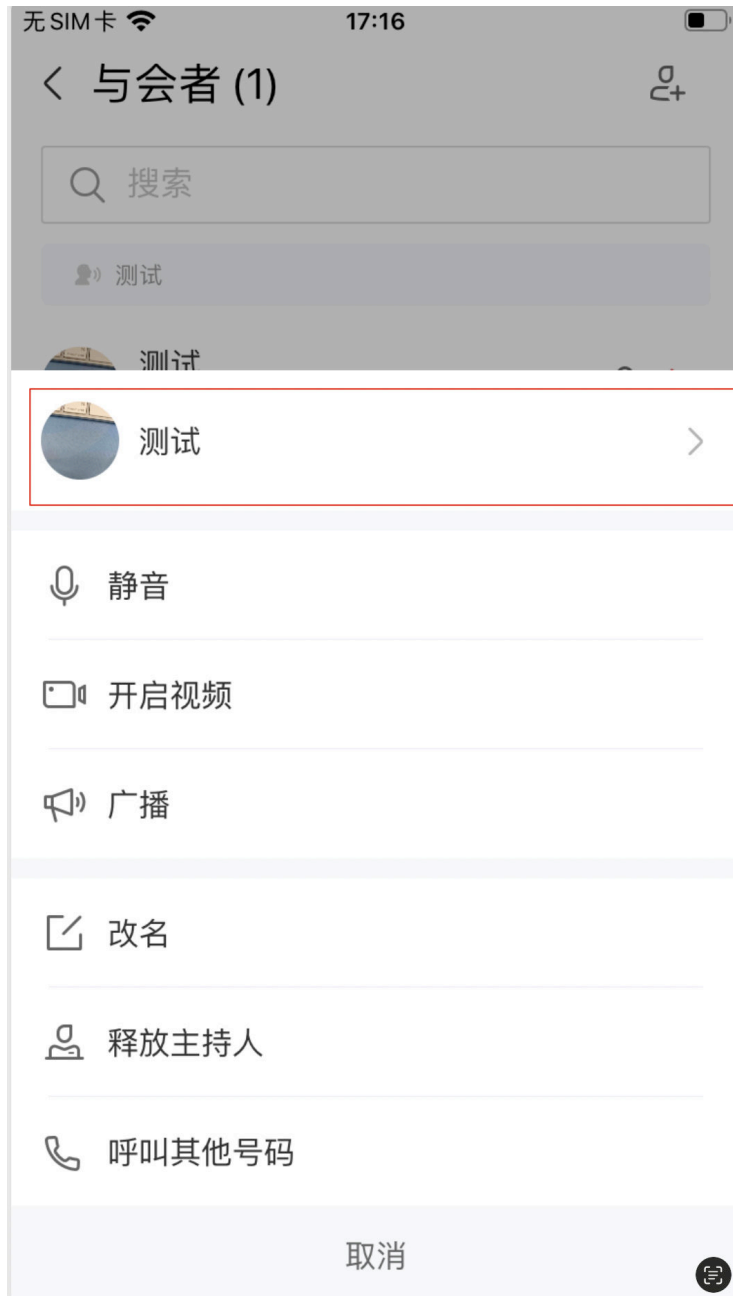 无SIM卡 17:16
与会者 (1)
搜索
测试
测试
测试
静音
开启视频
广播
改名
释放主持人
呼叫其他号码
取消